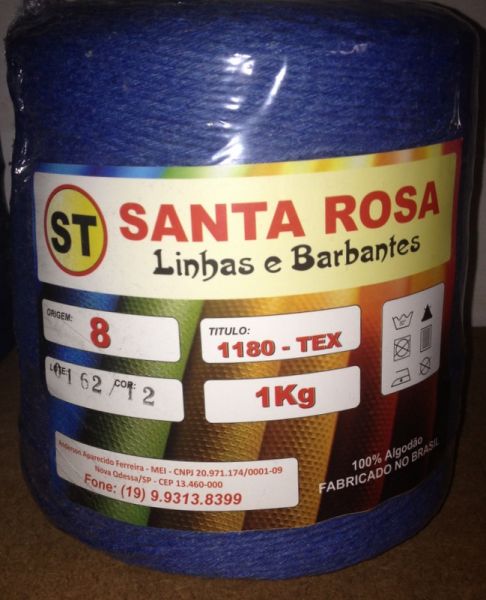 ST
SANTA ROSA
Linhas e Barbantes
ORIGEM:
8
TITULO:
1180 - TEX
LOTE: COR:
0162/12
1Kg
Anderson Aparecido Ferreira - MEI - CNPJ 20.971.174/0001-09
Nova Odessa/SP - CEP 13.460-000
Fone: (19) 9.9313.8399
100% Algodão
FABRICADO NO BRASIL